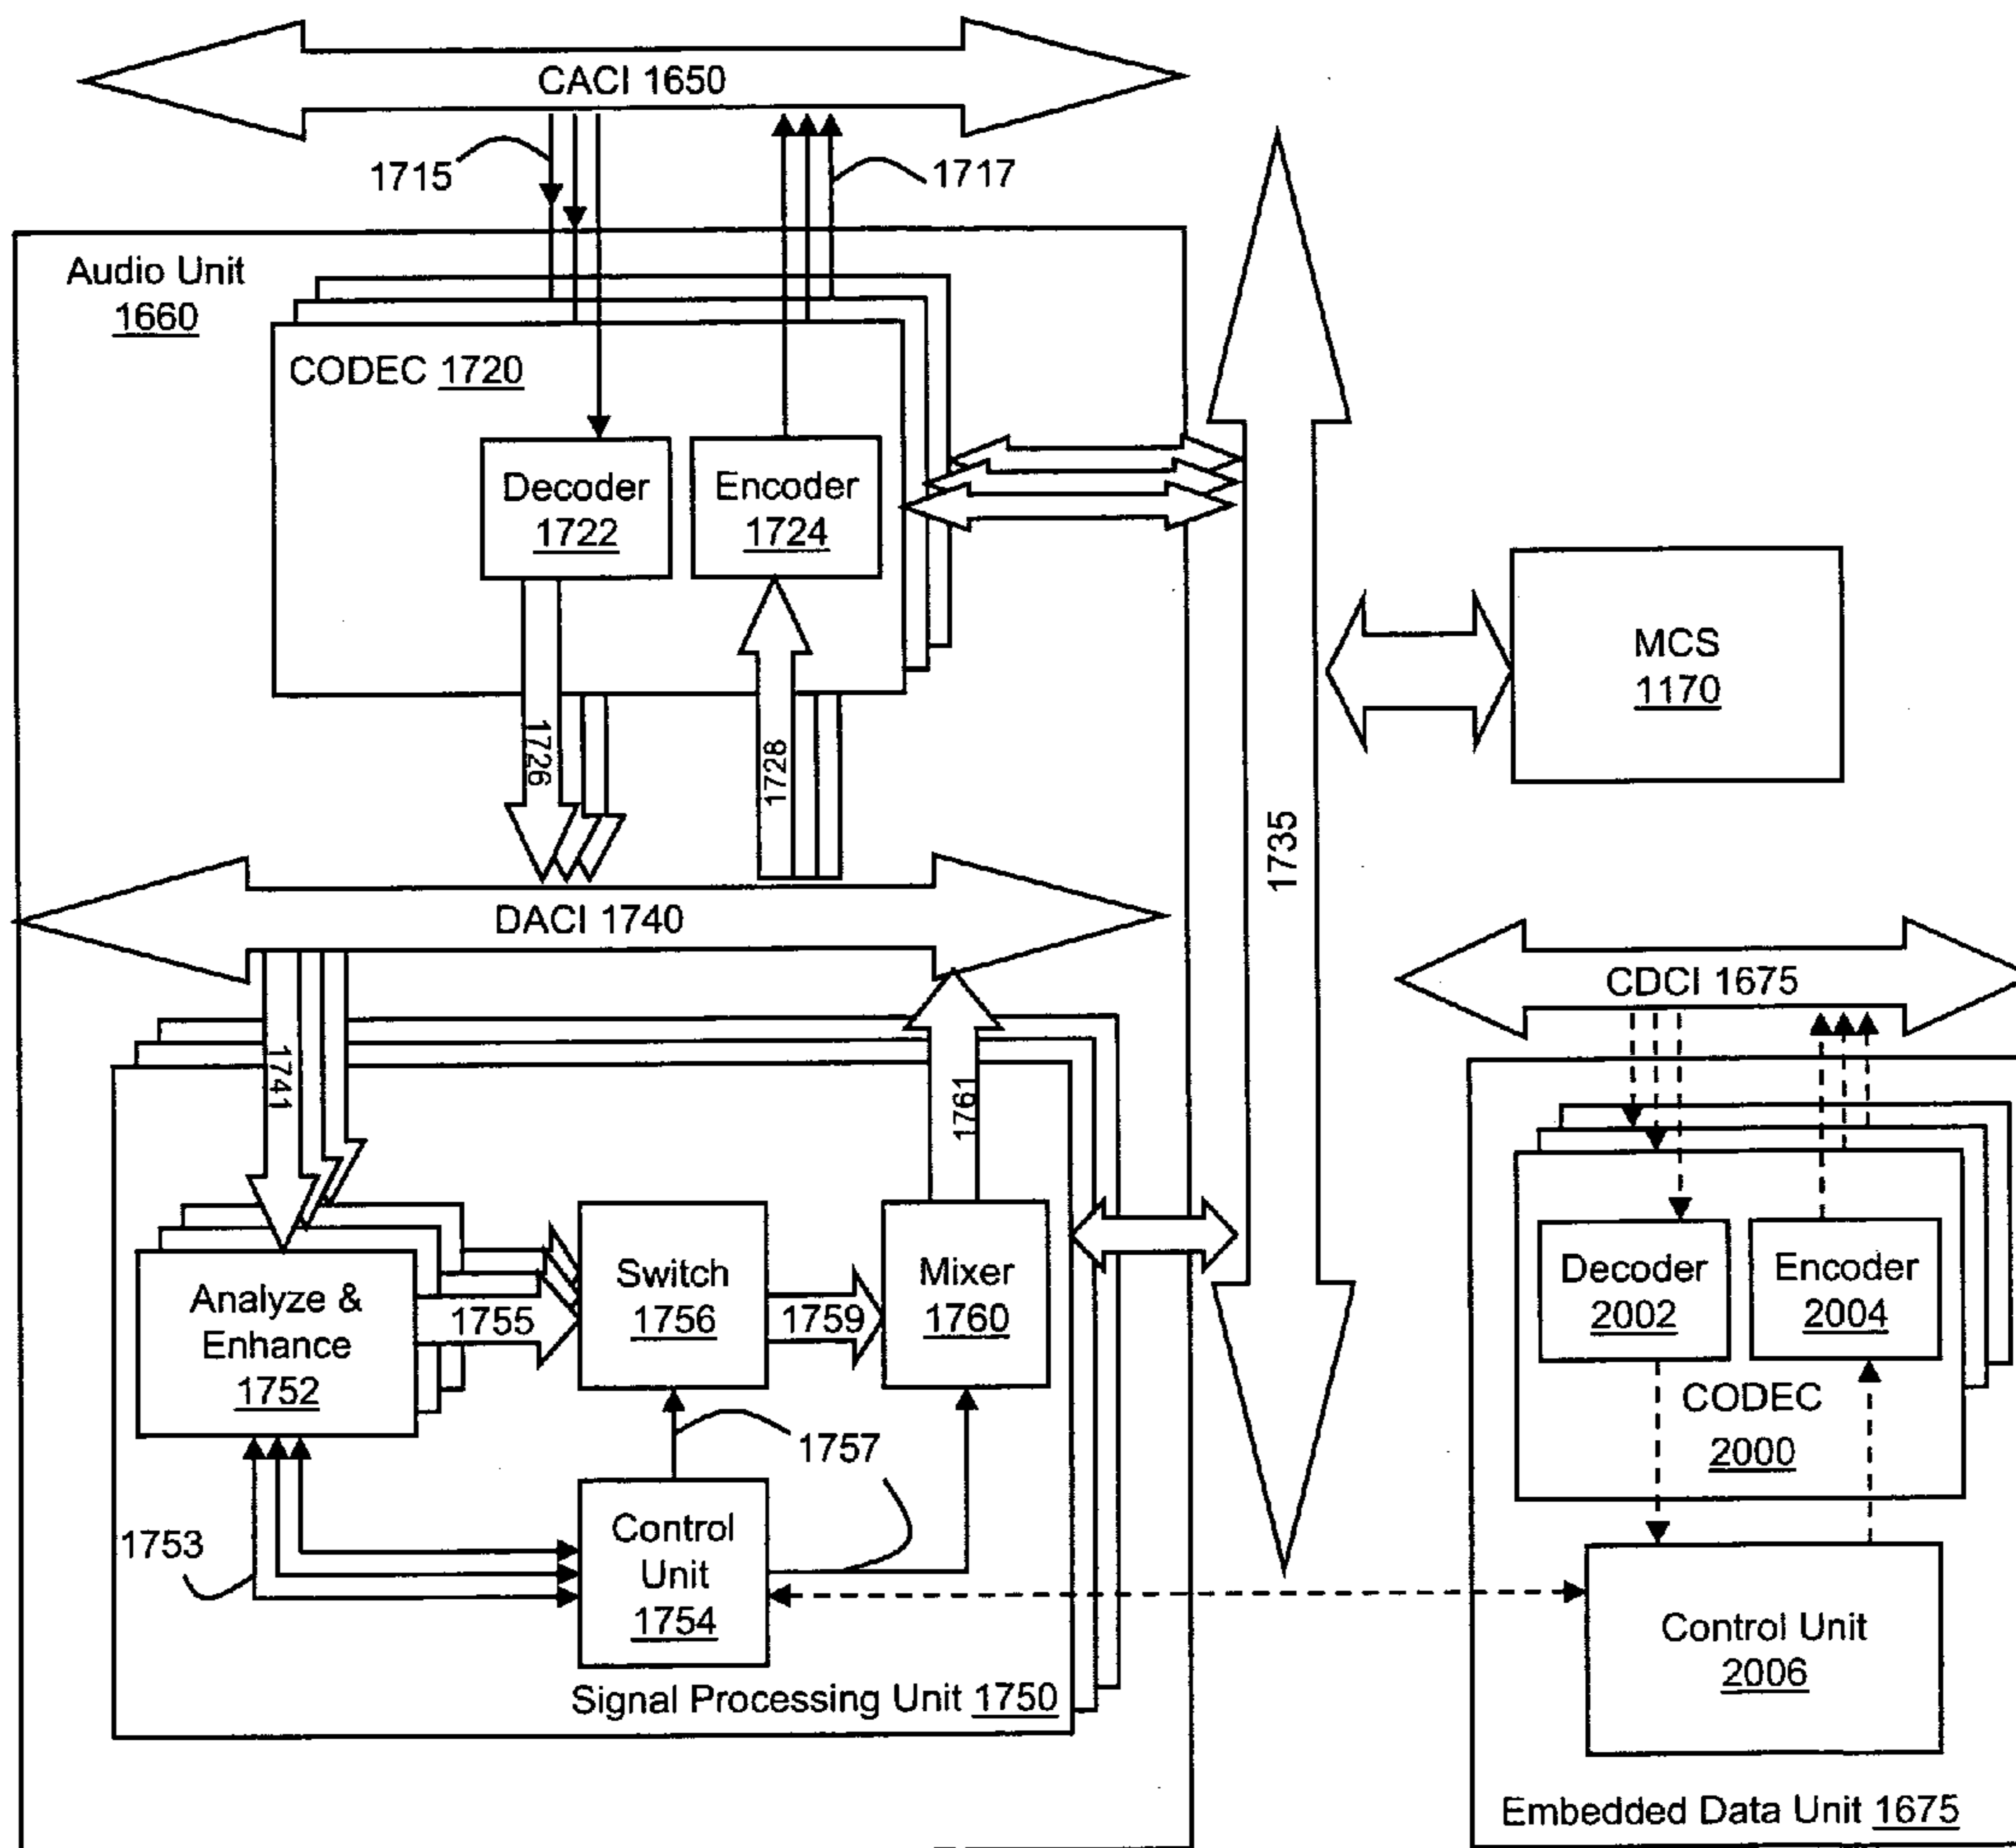 CACI 1650
1715
1717
Audio Unit
1660
CODEC 1720
Decoder
1722
Encoder
1724
1726
1728
MCS
1170
1735
DACI 1740
CDCI 1675
1741
1761
Analyze &
Enhance
1752
1755
Switch
1756
1759
Mixer
1760
Decoder
2002
Encoder
2004
CODEC
2000
1757
1753
Control
Unit
1754
Control Unit
2006
Signal Processing Unit 1750
Embedded Data Unit 1675